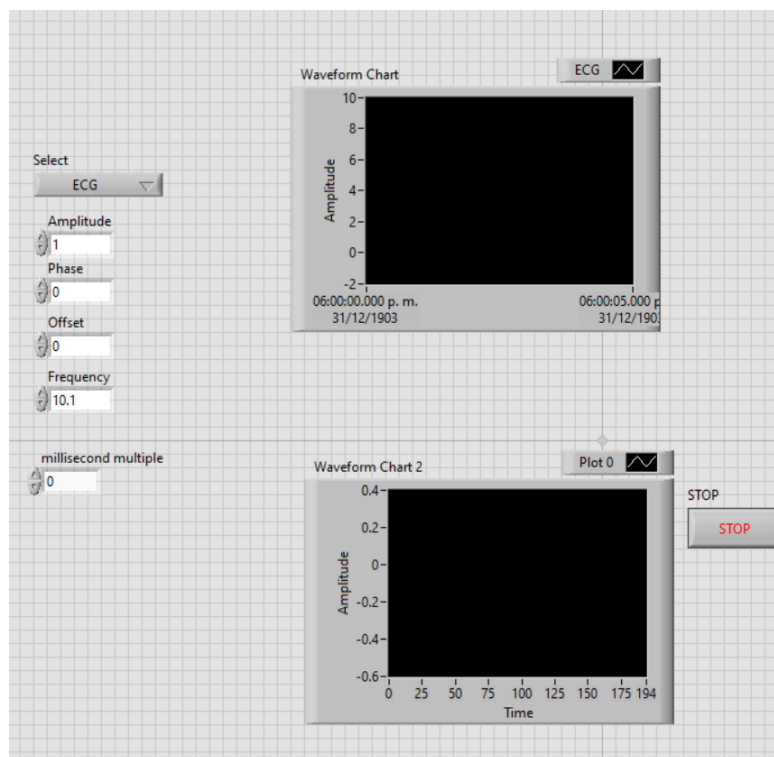 Waveform Chart
ECG
10
8
6
4
2
0
-2
Amplitude
06:00:00.000 p. m.
31/12/1903
06:00:05.000 p
31/12/190
Select
ECG
Amplitude
1
Phase
0
Offset
0
Frequency
10.1
millisecond multiple
0
Waveform Chart 2
Plot 0
0.4
0.2
0
-0.2
-0.4
-0.6
Amplitude
0 25 50 75 100 125 150 175 194
Time
STOP
STOP